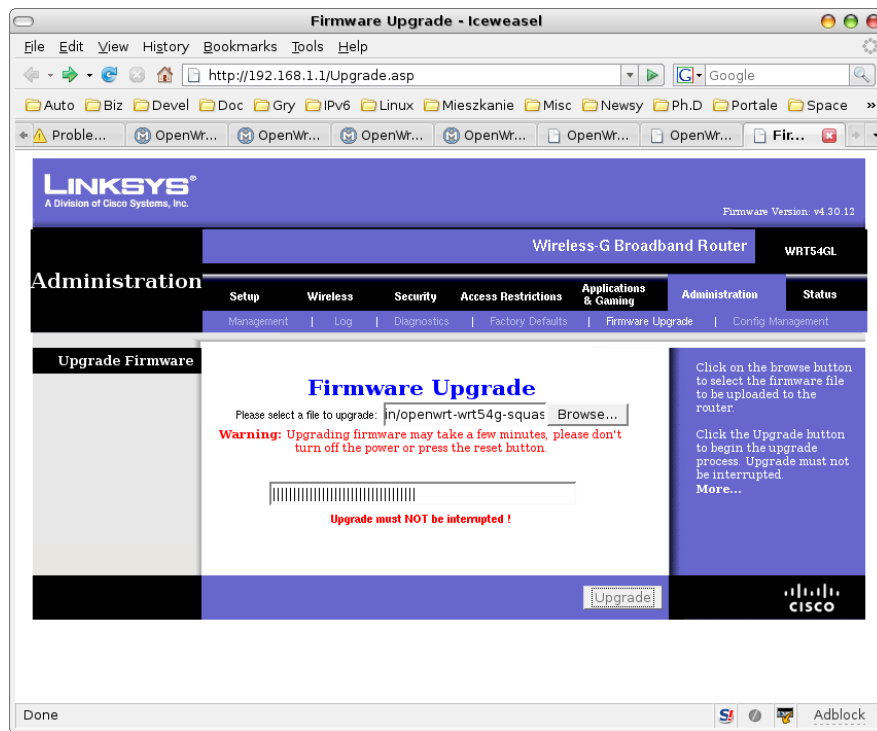 Firmware Upgrade - Iceweasel
File Edit View History Bookmarks Tools Help
http://192.168.1.1/Upgrade.asp G Google
Auto Biz Devel Doc Gry IPv6 Linux Mieszkanie Misc Newsy Ph.D Portale Space »
Proble... OpenWr... OpenWr... OpenWr... OpenWr... OpenWr... OpenWr... Fir...
LINKSYS®
A Division of Cisco Systems, Inc.
Firmware Version: v4.30.12
Wireless-G Broadband Router WRT54GL
Administration
Setup Wireless Security Access Restrictions Applications & Gaming Administration Status
Management | Log | Diagnostics | Factory Defaults | Firmware Upgrade | Config Management
Upgrade Firmware
Firmware Upgrade
Please select a file to upgrade: in/openwrt-wrt54g-squas Browse...
Warning: Upgrading firmware may take a few minutes, please don't
turn off the power or press the reset button.
Upgrade must NOT be interrupted !
Click on the browse button
to select the firmware file
to be uploaded to the
router.
Click the Upgrade button
to begin the upgrade
process. Upgrade must not
be interrupted.
More...
Upgrade
CISCO
Done S! Adblock